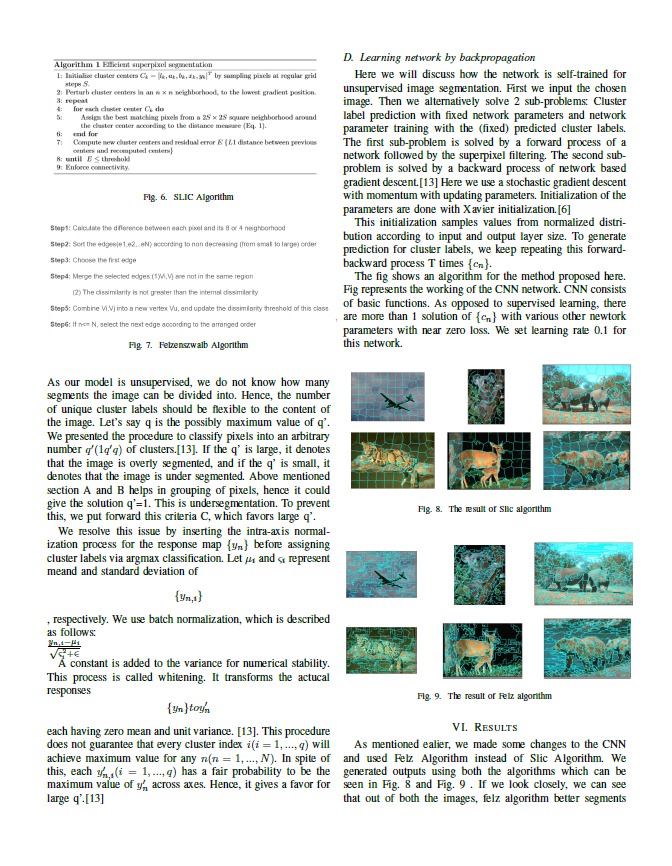 Algorithm 1 Efficient superpixel segmentation
1: Initialize cluster centers C_k = [l_k, a_k, b_k, x_k, y_k]^T by sampling pixels at regular grid
steps S.
2: Perturb cluster centers in an n × n neighborhood, to the lowest gradient position.
3: repeat
4: for each cluster center C_k do
5: Assign the best matching pixels from a 2S × 2S square neighborhood around
the cluster center according to the distance measure (Eq. 1).
6: end for
7: Compute new cluster centers and residual error E {L1 distance between previous
centers and recomputed centers}
8: until E ≤ threshold
9: Enforce connectivity.
Fig. 6. SLIC Algorithm
Step1: Calculate the difference between each pixel and its 8 or 4 neighborhood
Step2: Sort the edges(e1,e2,..eN) according to non decreasing (from small to large) order
Step3: Choose the first edge
Step4: Merge the selected edges:(1)Vi,Vj are not in the same region
(2) The dissimilarity is not greater than the internal dissimilarity
Step5: Combine Vi,Vj into a new vertex Vu, and update the dissimilarity threshold of this class
Step6: If n<= N, select the next edge according to the arranged order
Fig. 7. Felzenszwalb Algorithm
As our model is unsupervised, we do not know how many
segments the image can be divided into. Hence, the number
of unique cluster labels should be flexible to the content of
the image. Let's say q is the possibly maximum value of q'.
We presented the procedure to classify pixels into an arbitrary
number q'(1q'q) of clusters.[13]. If the q' is large, it denotes
that the image is overly segmented, and if the q' is small, it
denotes that the image is under segmented. Above mentioned
section A and B helps in grouping of pixels, hence it could
give the solution q'=1. This is undersegmentation. To prevent
this, we put forward this criteria C, which favors large q'.
We resolve this issue by inserting the intra-axis normal-
ization process for the response map {y_n} before assigning
cluster labels via argmax classification. Let μ_i and ς_i represent
meand and standard deviation of
{y_{n,i}}
, respectively. We use batch normalization, which is described
as follows:
\frac{y_{n,i}-μ_i}{\sqrt{ς_i^2+ϵ}}
A constant is added to the variance for numerical stability.
This process is called whitening. It transforms the actucal
responses
{y_n}toy'_n
each having zero mean and unit variance. [13]. This procedure
does not guarantee that every cluster index i(i = 1, ..., q) will
achieve maximum value for any n(n = 1, ..., N). In spite of
this, each y'_{n,i}(i = 1, ..., q) has a fair probability to be the
maximum value of y'_n across axes. Hence, it gives a favor for
large q'.[13]
D. Learning network by backpropagation
Here we will discuss how the network is self-trained for
unsupervised image segmentation. First we input the chosen
image. Then we alternatively solve 2 sub-problems: Cluster
label prediction with fixed network parameters and network
parameter training with the (fixed) predicted cluster labels.
The first sub-problem is solved by a forward process of a
network followed by the superpixel filtering. The second sub-
problem is solved by a backward process of network based
gradient descent.[13] Here we use a stochastic gradient descent
with momentum with updating parameters. Initialization of the
parameters are done with Xavier initialization.[6]
This initialization samples values from normalized distri-
bution according to input and output layer size. To generate
prediction for cluster labels, we keep repeating this forward-
backward process T times {c_n}.
The fig shows an algorithm for the method proposed here.
Fig represents the working of the CNN network. CNN consists
of basic functions. As opposed to supervised learning, there
are more than 1 solution of {c_n} with various other newtork
parameters with near zero loss. We set learning rate 0.1 for
this network.
Fig. 8. The result of Slic algorithm
Fig. 9. The result of Felz algorithm
VI. RESULTS
As mentioned ealier, we made some changes to the CNN
and used Felz Algorithm instead of Slic Algorithm. We
generated outputs using both the algorithms which can be
seen in Fig. 8 and Fig. 9 . If we look closely, we can see
that out of both the images, felz algorithm better segments